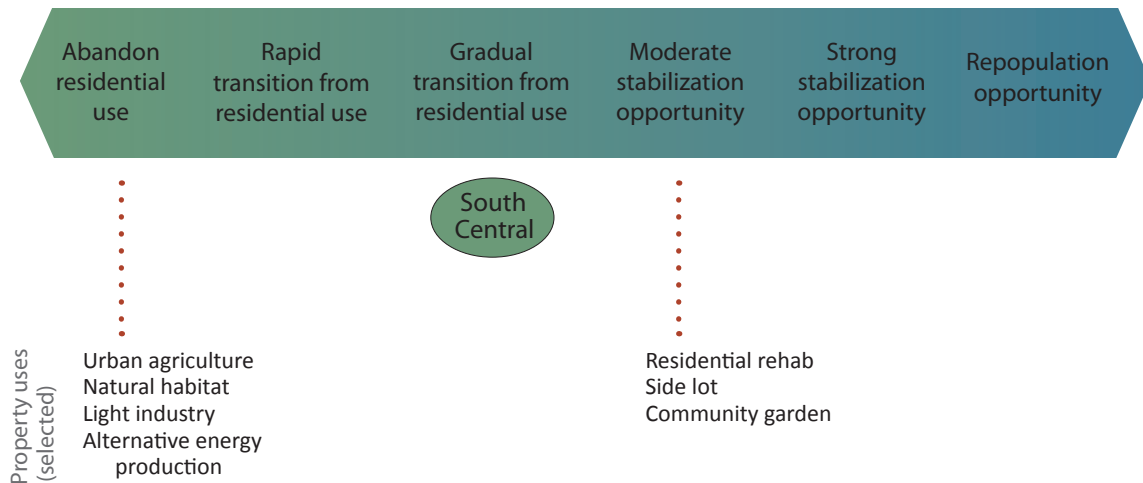 Abandon
residential
use
Rapid
transition from
residential use
Gradual
transition from
residential use
Moderate
stabilization
opportunity
Strong
stabilization
opportunity
Repopulation
opportunity
South
Central
Property uses
(selected)
Urban agriculture
Natural habitat
Light industry
Alternative energy
production
Residential rehab
Side lot
Community garden